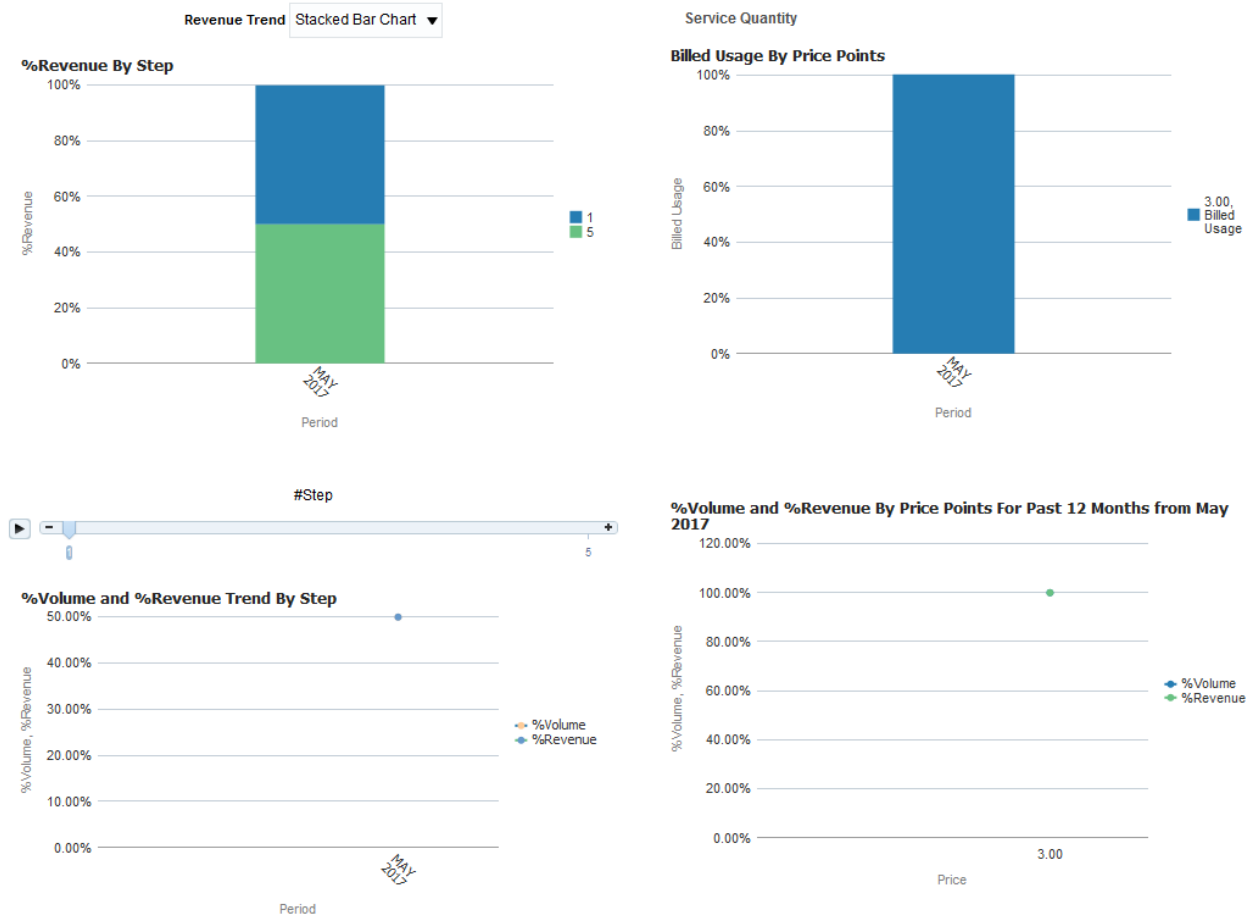 Revenue Trend Stacked Bar Chart
%Revenue By Step
100%
80%
60%
40%
20%
0%
%Revenue
MAY
2017
Period
1
5
Service Quantity
Billed Usage By Price Points
100%
80%
60%
40%
20%
0%
Billed Usage
MAY
2017
Period
3.00,
Billed
Usage
#Step
5
%Volume and %Revenue Trend By Step
50.00%
40.00%
30.00%
20.00%
10.00%
0.00%
%Volume, %Revenue
MAY
2017
Period
%Volume
%Revenue
%Volume and %Revenue By Price Points For Past 12 Months from May
2017
120.00%
100.00%
80.00%
60.00%
40.00%
20.00%
0.00%
%Volume, %Revenue
3.00
Price
%Volume
%Revenue